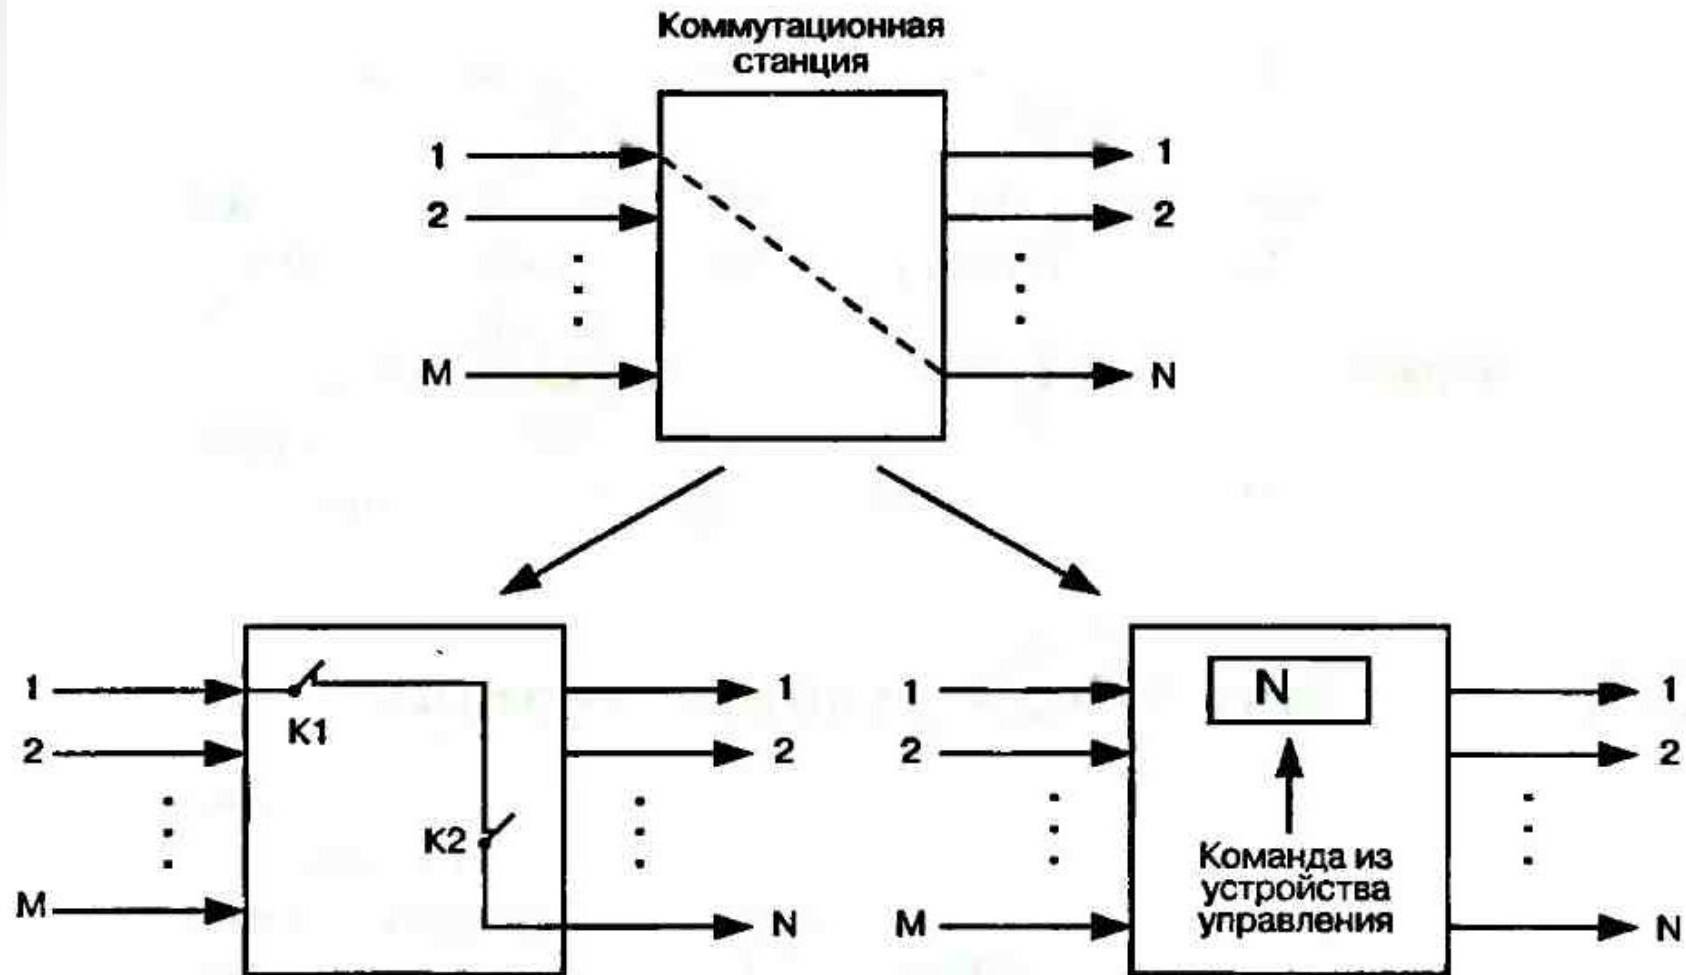 Коммутационная
станция
1
1
2
2
M
N
1
K1
1
2
2
K2
M
N
1
N
1
2
2
Команда из
устройства
управления
M
N